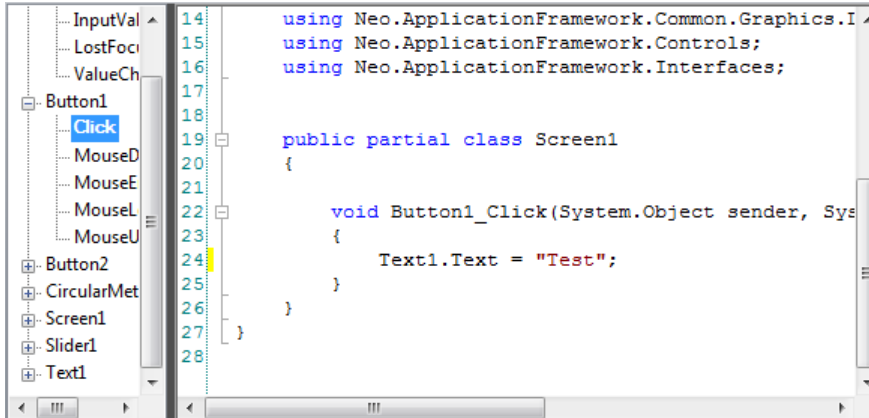 InputVal
LostFocu
ValueCh
Button1
Click
MouseD
MouseE
MouseL
MouseU
Button2
CircularMet
Screen1
Slider1
Text1
14 using Neo.ApplicationFramework.Common.Graphics.I
15 using Neo.ApplicationFramework.Controls;
16 using Neo.ApplicationFramework.Interfaces;
17
18
19 public partial class Screen1
20 {
21
22 void Button1_Click(System.Object sender, Sys
23 {
24 Text1.Text = "Test";
25 }
26 }
27 }
28